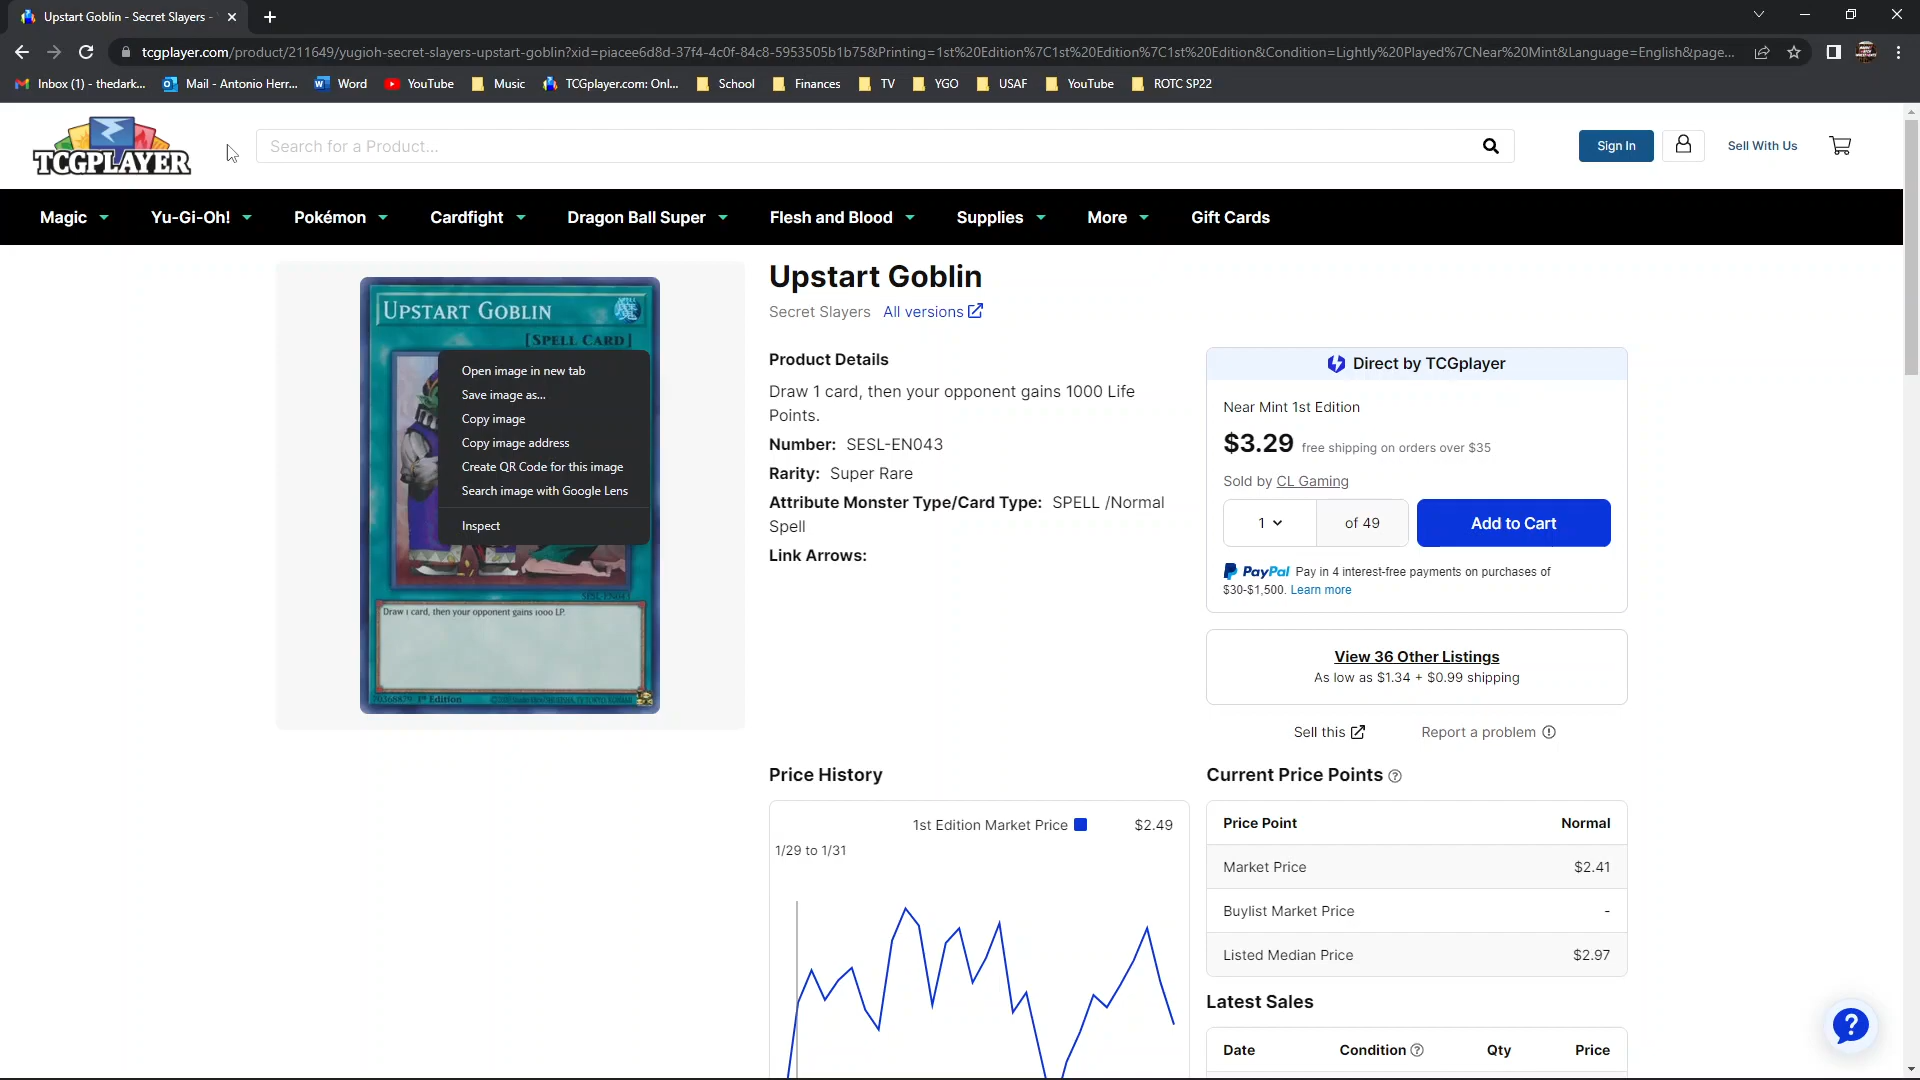 Upstart Goblin - Secret Slayers -
tcgplayer.com/product/211649/yugioh-secret-slayers-upstart-goblin?xid=piacee6d8d-37f4-4c0f-84c8-5953505b1b75&Printing=1st%20Edition%7C1st%20Edition%7C1st%20Edition&Condition=Lightly%20Played%7CNear%20Mint&Language=English&page...
Inbox (1) - thedark... Mail - Antonio Herr... Word YouTube Music TCGplayer.com: Onl... School Finances TV YGO USAF YouTube ROTC SP22
TCGPLAYER
Search for a Product...
Sign In
Sell With Us
Magic Yu-Gi-Oh! Pokémon Cardfight Dragon Ball Super Flesh and Blood Supplies More Gift Cards
UPSTART GOBLIN
[SPELL CARD]
Open image in new tab
Save image as...
Copy image
Copy image address
Create QR Code for this image
Search image with Google Lens
Inspect
SESL-EN043
Draw 1 card, then your opponent gains 1000 LP.
1st Edition
Upstart Goblin
Secret Slayers All versions
Product Details
Draw 1 card, then your opponent gains 1000 Life
Points.
Number: SESL-EN043
Rarity: Super Rare
Attribute Monster Type/Card Type: SPELL /Normal
Spell
Link Arrows:
Direct by TCGplayer
Near Mint 1st Edition
$3.29 free shipping on orders over $35
Sold by CL Gaming
1 of 49 Add to Cart
PayPal Pay in 4 interest-free payments on purchases of
$30-$1,500. Learn more
View 36 Other Listings
As low as $1.34 + $0.99 shipping
Sell this Report a problem
Price History
1st Edition Market Price $2.49
1/29 to 1/31
Current Price Points
Price Point Normal
Market Price $2.41
Buylist Market Price -
Listed Median Price $2.97
Latest Sales
Date Condition Qty Price